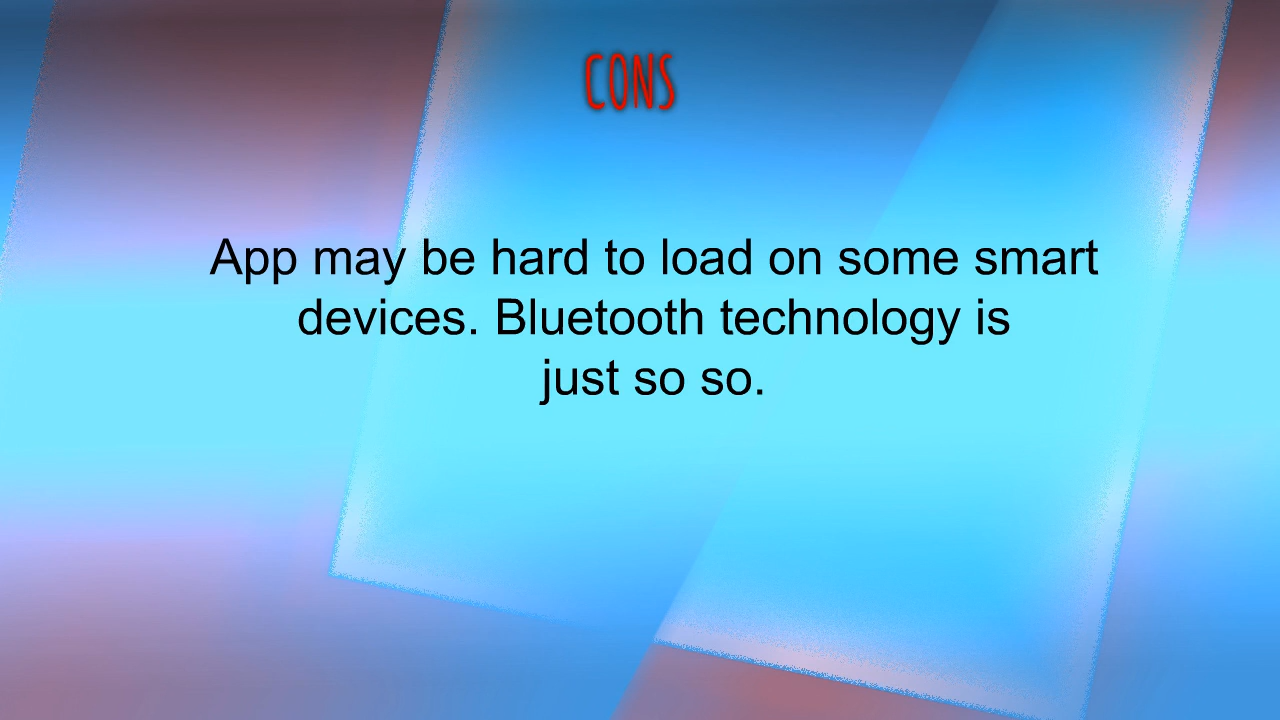 CONS
App may be hard to load on some smart
devices. Bluetooth technology is
just so so.